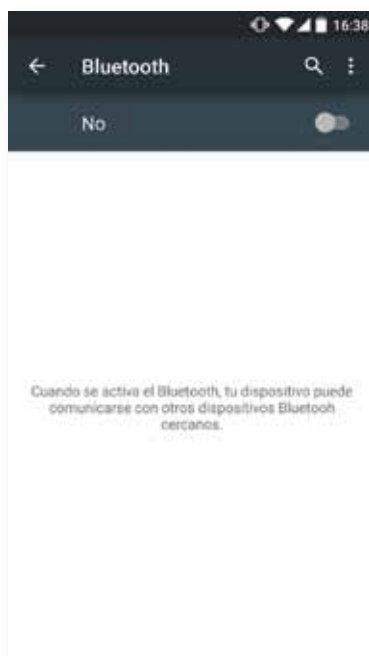 16:38
Bluetooth
No
Cuando se activa el Bluetooth, tu dispositivo puede
comunicarse con otros dispositivos Bluetooh
cercanos.